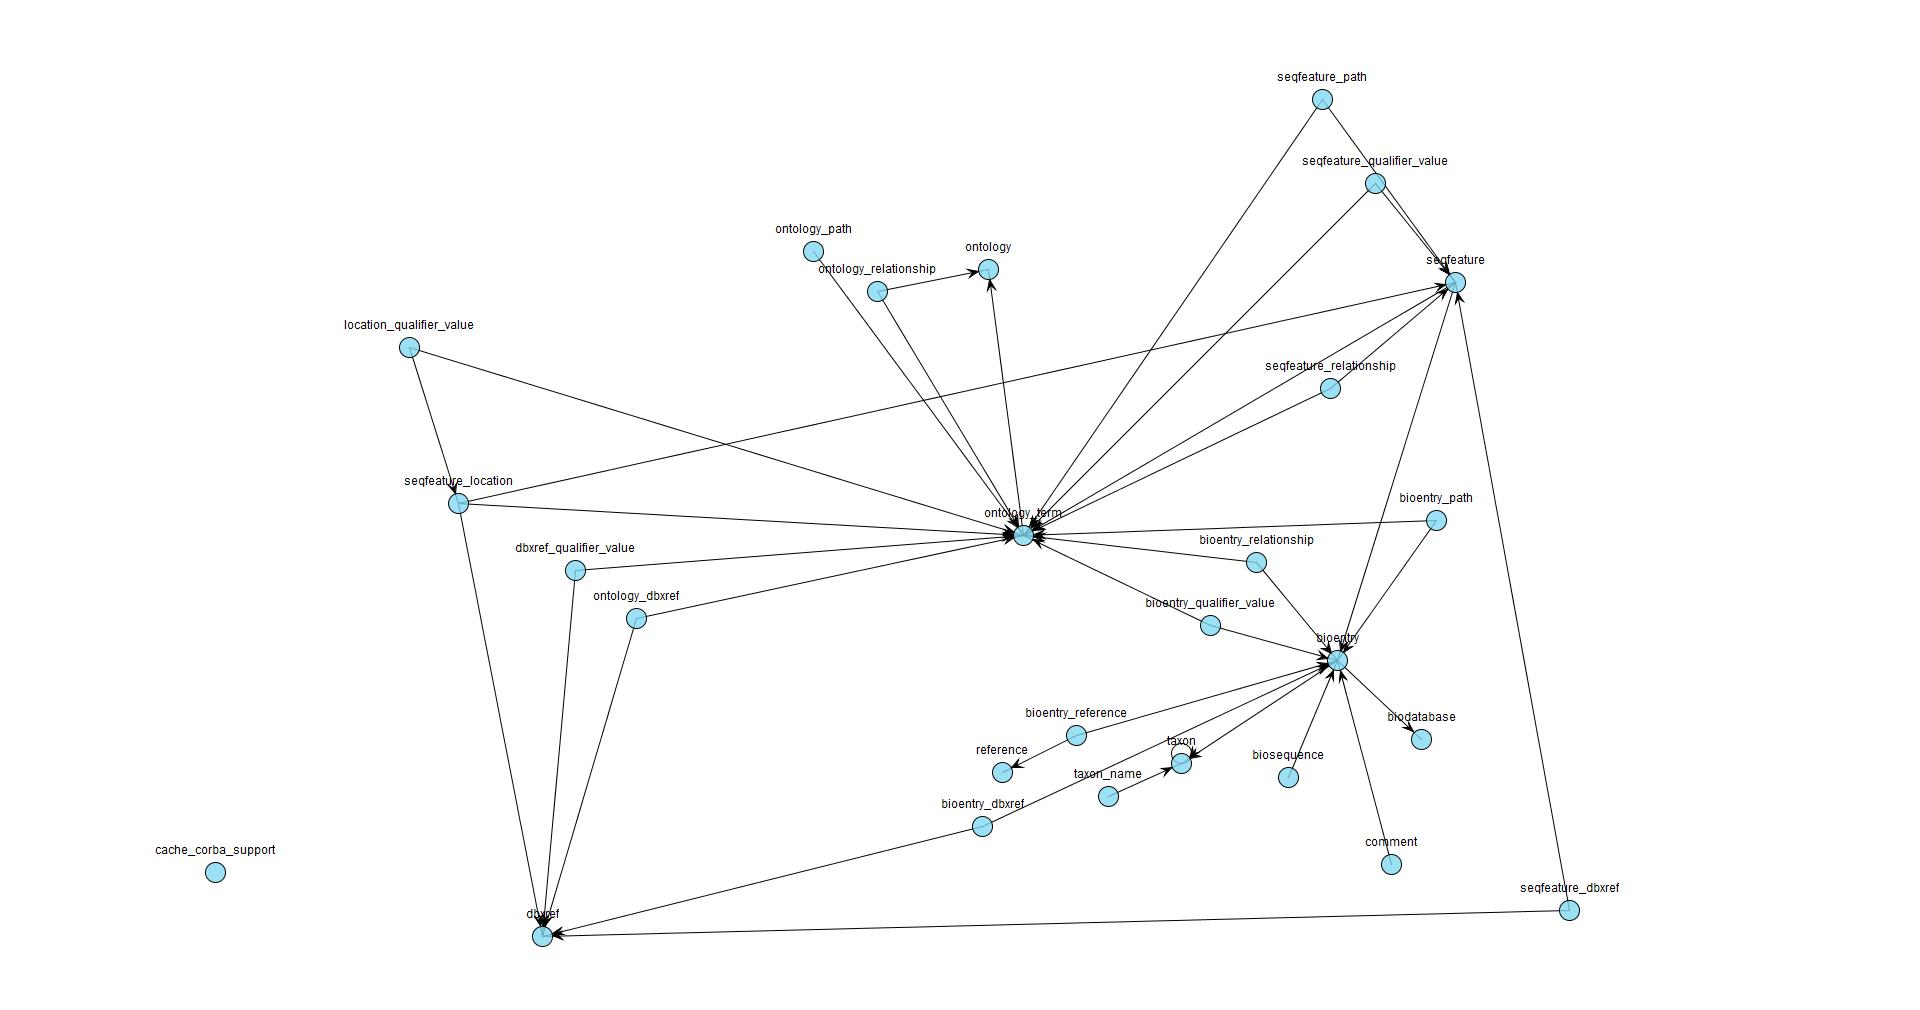 seqfeature_path
seqfeature_qualifier_value
ontology_path
ontology
seqfeature
ontology_relationship
location_qualifier_value
seqfeature_relationship
seqfeature_location
bioentry_path
ontology_term
bioentry_relationship
dbxref_qualifier_value
ontology_dbxref
bioentry_qualifier_value
bioentry
bioentry_reference
biodatabase
taxon
reference
biosequence
taxon_name
bioentry_dbxref
comment
cache_corba_support
seqfeature_dbxref
dbxref